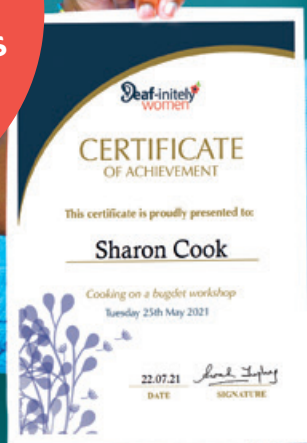 s
Deaf-initely
women
CERTIFICATE
OF ACHIEVEMENT
This certificate is proudly presented to:
Sharon Cook
Cooking on a bugdet workshop
Tuesday 25th May 2021
22.07.21
DATE SIGNATURE